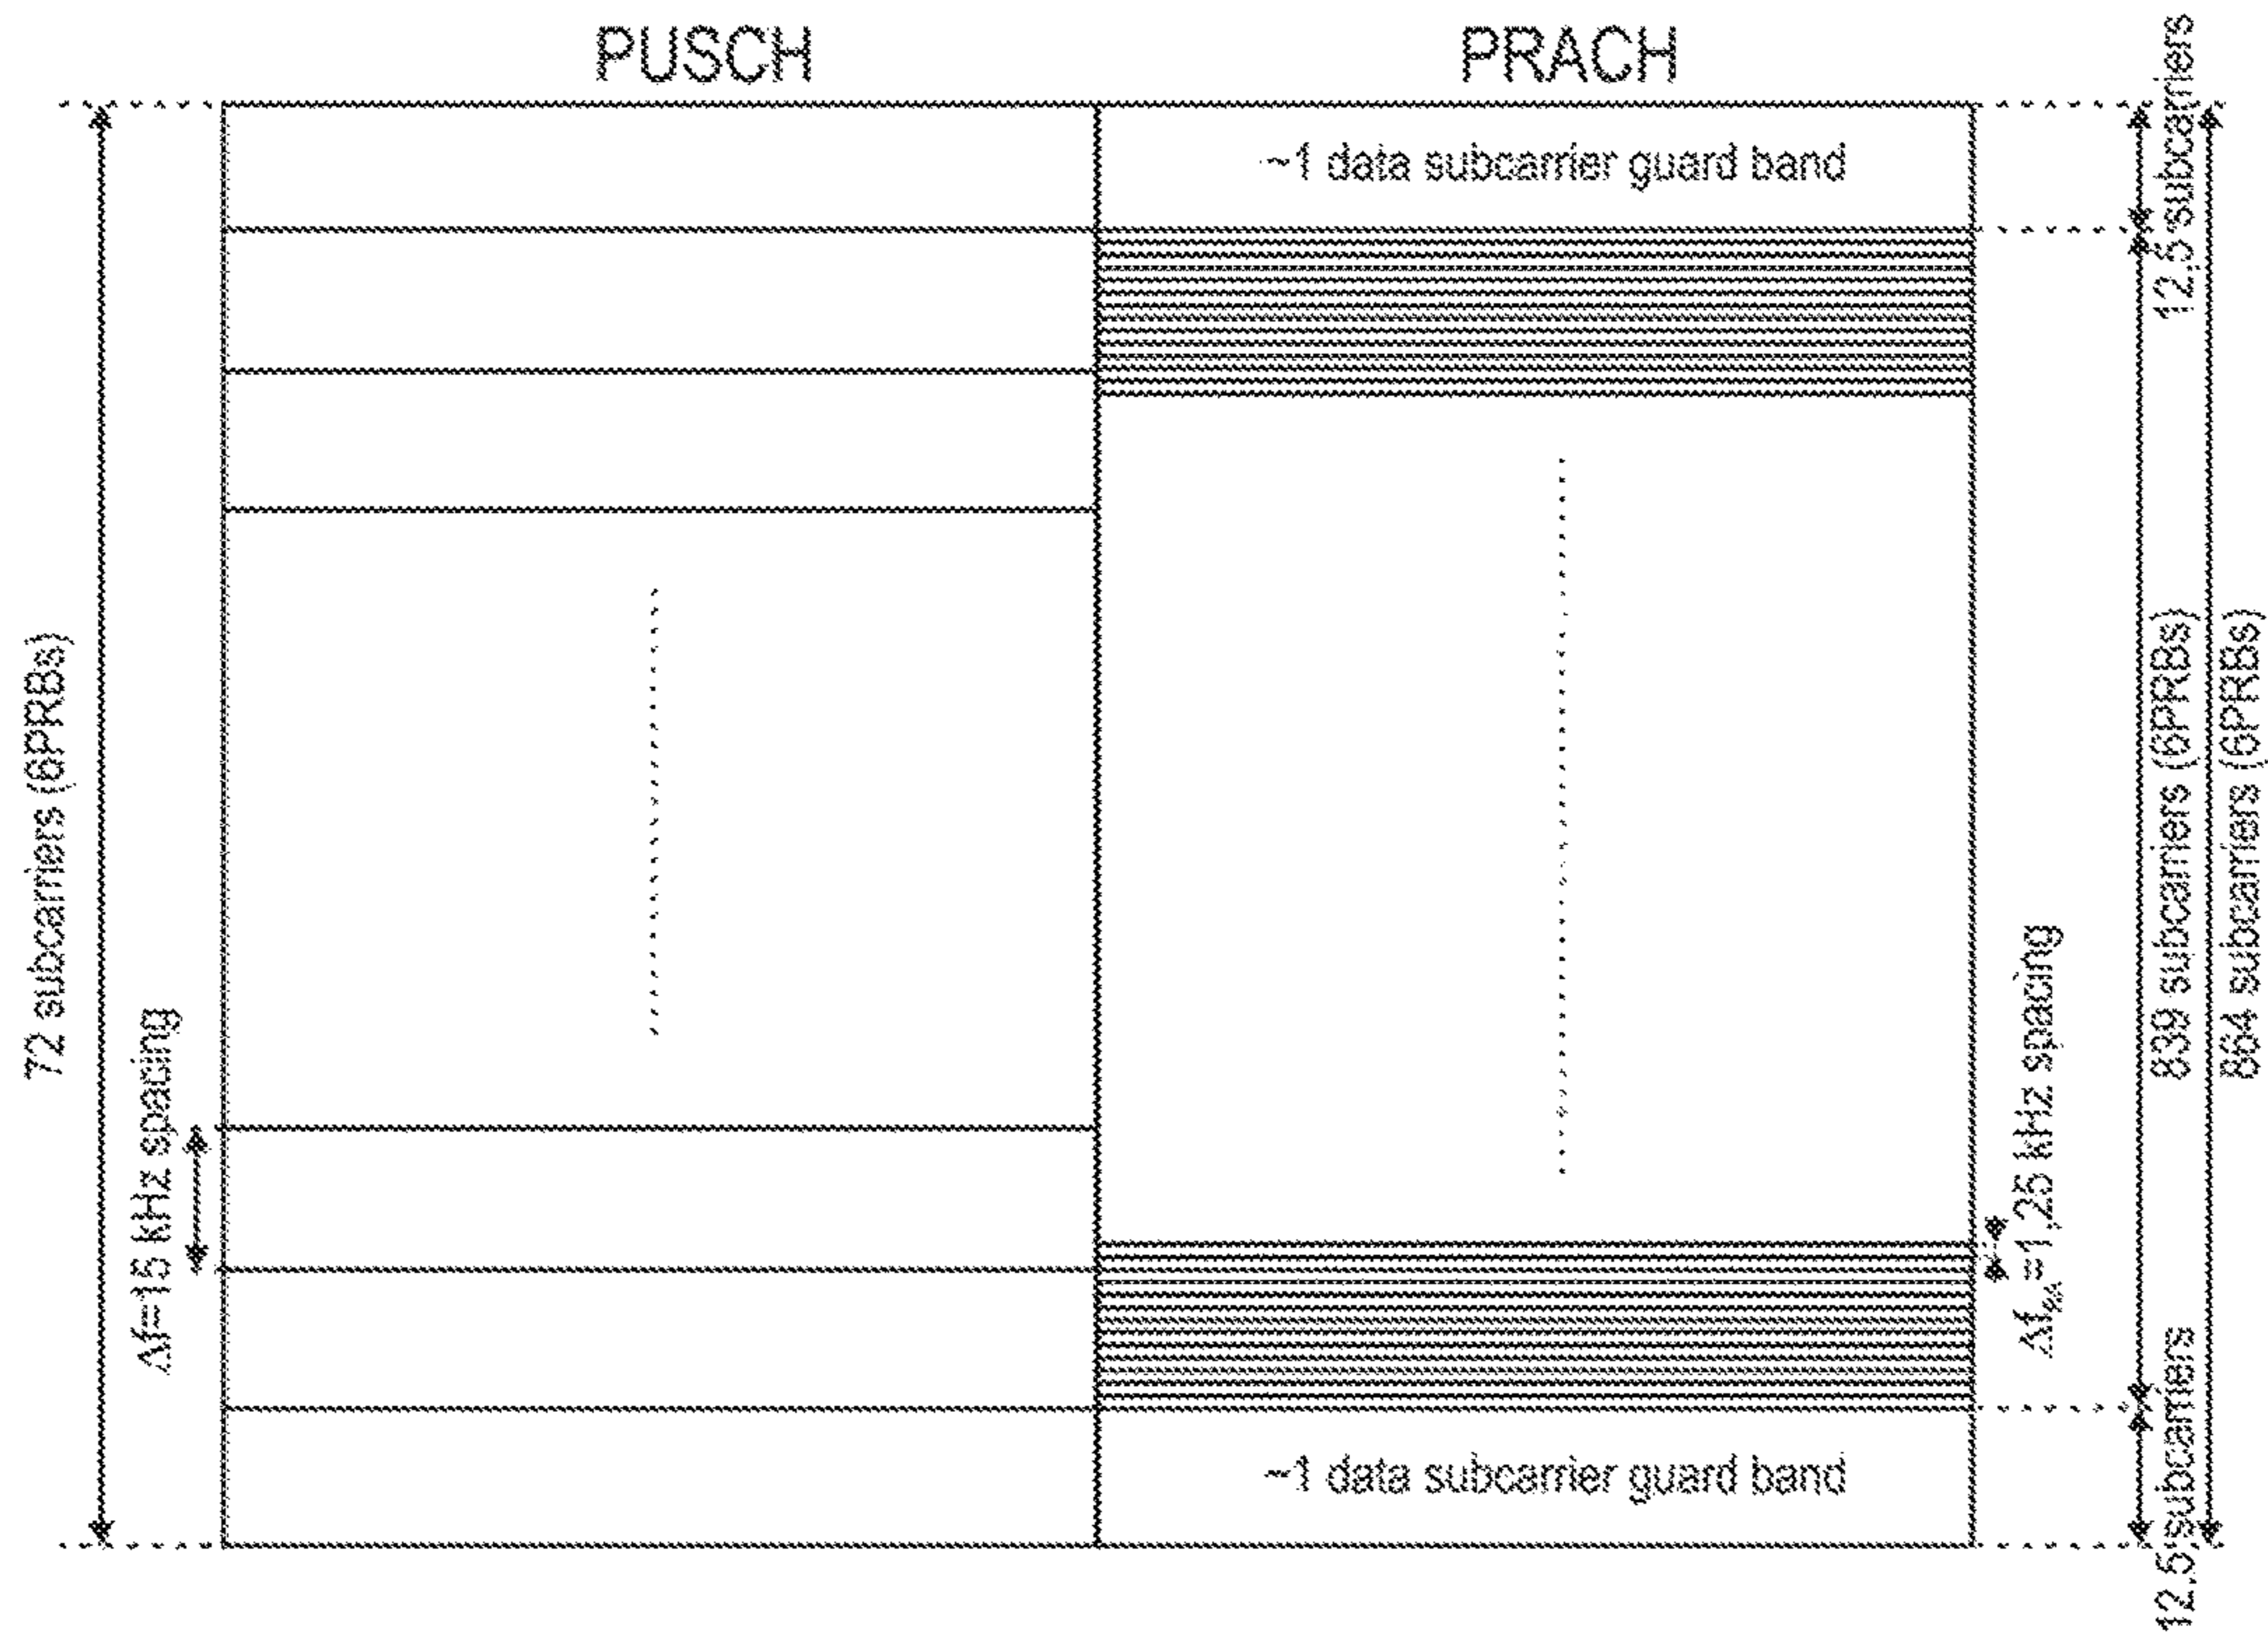 PUSCH
PRACH
~1 data subcarrier guard band
12,5 subcarriers
72 subcarriers (6PRBs)
Δf=15 kHz spacing
ΔfRA=1,25 kHz spacing
839 subcarriers (6PRBs)
864 subcarriers (6PRBs)
~1 data subcarrier guard band
12,5 subcarriers